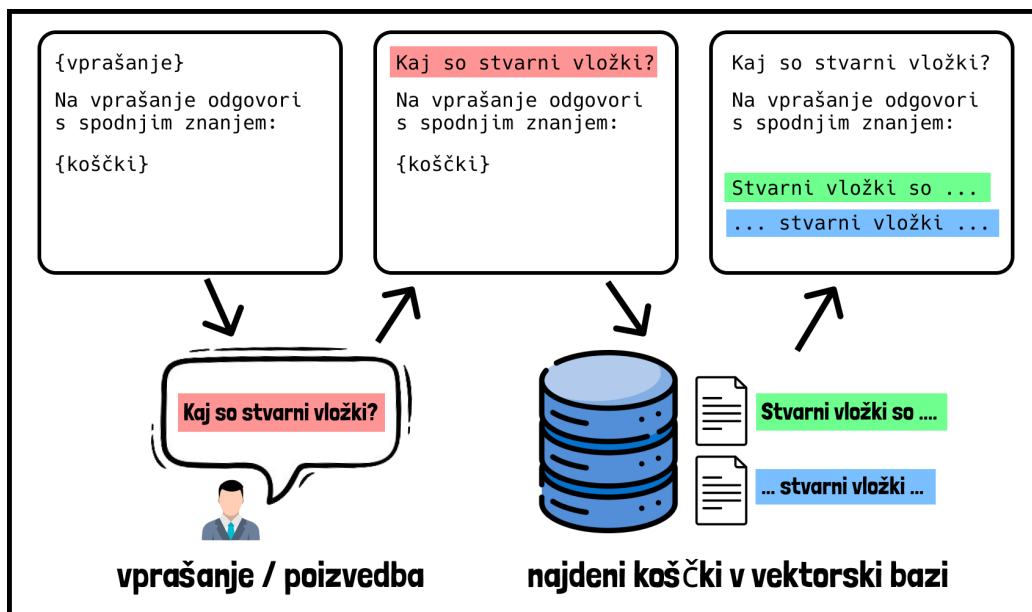 {vprašanje}
Na vprašanje odgovori
s spodnjim znanjem:
{koščki}
Kaj so stvarni vložki?
Na vprašanje odgovori
s spodnjim znanjem:
{koščki}
Kaj so stvarni vložki?
Na vprašanje odgovori
s spodnjim znanjem:
Stvarni vložki so ...
... stvarni vložki ...
Kaj so stvarni vložki?
Stvarni vložki so ....
... stvarni vložki ...
vprašanje / poizvedba
najdeni koščki v vektorski bazi